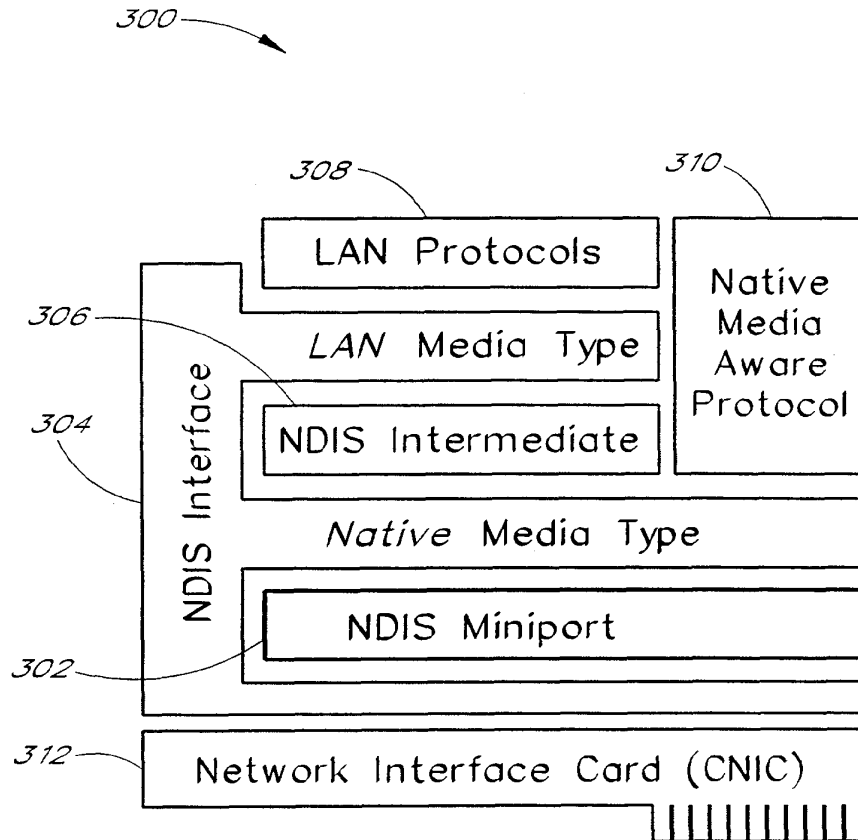 300
308
310
LAN Protocols
Native
Media
Aware
Protocol
306
LAN Media Type
304
NDIS Interface
NDIS Intermediate
Native Media Type
NDIS Miniport
302
312
Network Interface Card (CNIC)